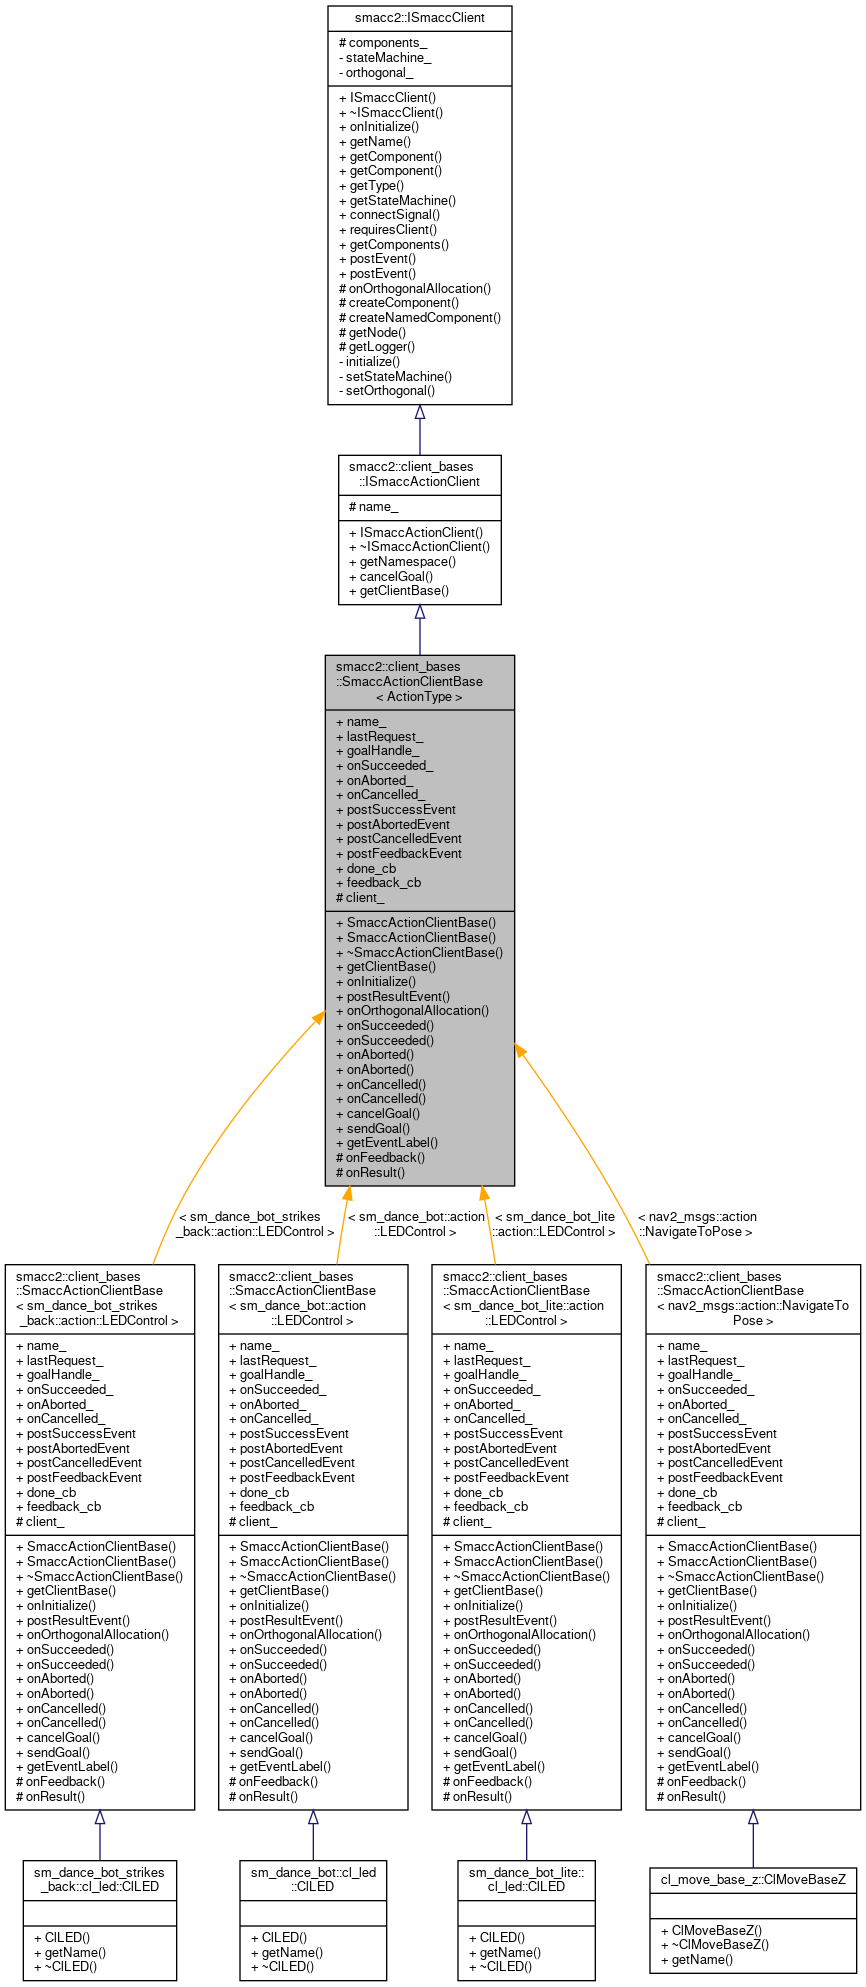 smacc2::ISmaccClient
# components_
- stateMachine_
- orthogonal_
+ ISmaccClient()
+ ~ISmaccClient()
+ onInitialize()
+ getName()
+ getComponent()
+ getComponent()
+ getType()
+ getStateMachine()
+ connectSignal()
+ requiresClient()
+ getComponents()
+ postEvent()
+ postEvent()
# onOrthogonalAllocation()
# createComponent()
# createNamedComponent()
# getNode()
# getLogger()
- initialize()
- setStateMachine()
- setOrthogonal()
smacc2::client_bases
::ISmaccActionClient
# name_
+ ISmaccActionClient()
+ ~ISmaccActionClient()
+ getNamespace()
+ cancelGoal()
+ getClientBase()
smacc2::client_bases
::SmaccActionClientBase
< ActionType >
+ name_
+ lastRequest_
+ goalHandle_
+ onSucceeded_
+ onAborted_
+ onCancelled_
+ postSuccessEvent
+ postAbortedEvent
+ postCancelledEvent
+ postFeedbackEvent
+ done_cb
+ feedback_cb
# client_
+ SmaccActionClientBase()
+ SmaccActionClientBase()
+ ~SmaccActionClientBase()
+ getClientBase()
+ onInitialize()
+ postResultEvent()
+ onOrthogonalAllocation()
+ onSucceeded()
+ onSucceeded()
+ onAborted()
+ onAborted()
+ onCancelled()
+ onCancelled()
+ cancelGoal()
+ sendGoal()
+ getEventLabel()
# onFeedback()
# onResult()
< sm_dance_bot_strikes
_back::action::LEDControl >
< sm_dance_bot::action
::LEDControl >
< sm_dance_bot_lite
::action::LEDControl >
< nav2_msgs::action
::NavigateToPose >
smacc2::client_bases
::SmaccActionClientBase
< sm_dance_bot_strikes
_back::action::LEDControl >
+ name_
+ lastRequest_
+ goalHandle_
+ onSucceeded_
+ onAborted_
+ onCancelled_
+ postSuccessEvent
+ postAbortedEvent
+ postCancelledEvent
+ postFeedbackEvent
+ done_cb
+ feedback_cb
# client_
+ SmaccActionClientBase()
+ SmaccActionClientBase()
+ ~SmaccActionClientBase()
+ getClientBase()
+ onInitialize()
+ postResultEvent()
+ onOrthogonalAllocation()
+ onSucceeded()
+ onSucceeded()
+ onAborted()
+ onAborted()
+ onCancelled()
+ onCancelled()
+ cancelGoal()
+ sendGoal()
+ getEventLabel()
# onFeedback()
# onResult()
smacc2::client_bases
::SmaccActionClientBase
< sm_dance_bot::action
::LEDControl >
+ name_
+ lastRequest_
+ goalHandle_
+ onSucceeded_
+ onAborted_
+ onCancelled_
+ postSuccessEvent
+ postAbortedEvent
+ postCancelledEvent
+ postFeedbackEvent
+ done_cb
+ feedback_cb
# client_
+ SmaccActionClientBase()
+ SmaccActionClientBase()
+ ~SmaccActionClientBase()
+ getClientBase()
+ onInitialize()
+ postResultEvent()
+ onOrthogonalAllocation()
+ onSucceeded()
+ onSucceeded()
+ onAborted()
+ onAborted()
+ onCancelled()
+ onCancelled()
+ cancelGoal()
+ sendGoal()
+ getEventLabel()
# onFeedback()
# onResult()
smacc2::client_bases
::SmaccActionClientBase
< sm_dance_bot_lite::action
::LEDControl >
+ name_
+ lastRequest_
+ goalHandle_
+ onSucceeded_
+ onAborted_
+ onCancelled_
+ postSuccessEvent
+ postAbortedEvent
+ postCancelledEvent
+ postFeedbackEvent
+ done_cb
+ feedback_cb
# client_
+ SmaccActionClientBase()
+ SmaccActionClientBase()
+ ~SmaccActionClientBase()
+ getClientBase()
+ onInitialize()
+ postResultEvent()
+ onOrthogonalAllocation()
+ onSucceeded()
+ onSucceeded()
+ onAborted()
+ onAborted()
+ onCancelled()
+ onCancelled()
+ cancelGoal()
+ sendGoal()
+ getEventLabel()
# onFeedback()
# onResult()
smacc2::client_bases
::SmaccActionClientBase
< nav2_msgs::action::NavigateTo
Pose >
+ name_
+ lastRequest_
+ goalHandle_
+ onSucceeded_
+ onAborted_
+ onCancelled_
+ postSuccessEvent
+ postAbortedEvent
+ postCancelledEvent
+ postFeedbackEvent
+ done_cb
+ feedback_cb
# client_
+ SmaccActionClientBase()
+ SmaccActionClientBase()
+ ~SmaccActionClientBase()
+ getClientBase()
+ onInitialize()
+ postResultEvent()
+ onOrthogonalAllocation()
+ onSucceeded()
+ onSucceeded()
+ onAborted()
+ onAborted()
+ onCancelled()
+ onCancelled()
+ cancelGoal()
+ sendGoal()
+ getEventLabel()
# onFeedback()
# onResult()
sm_dance_bot_strikes
_back::cl_led::ClLED
+ ClLED()
+ getName()
+ ~ClLED()
sm_dance_bot::cl_led
::ClLED
+ ClLED()
+ getName()
+ ~ClLED()
sm_dance_bot_lite::
cl_led::ClLED
+ ClLED()
+ getName()
+ ~ClLED()
cl_move_base_z::ClMoveBaseZ
+ ClMoveBaseZ()
+ ~ClMoveBaseZ()
+ getName()